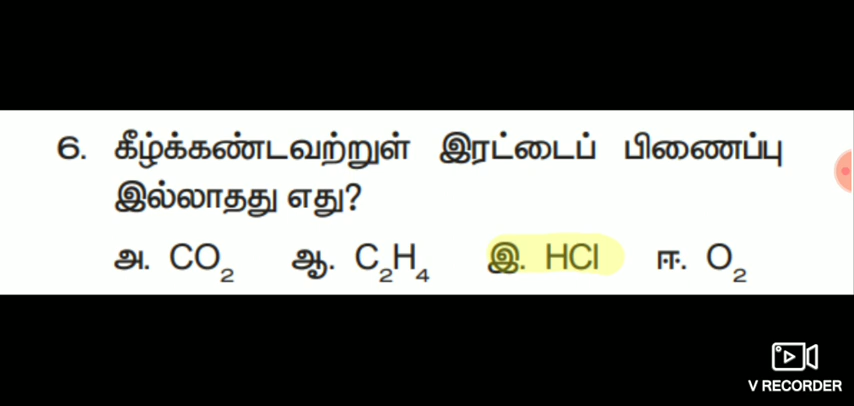 6. கீழ்க்கண்டவற்றுள் இரட்டைப் பிணைப்பு
இல்லாதது எது?
அ. CO₂ ஆ. C₂H₄ இ. HCl ஈ. O₂
V RECORDER